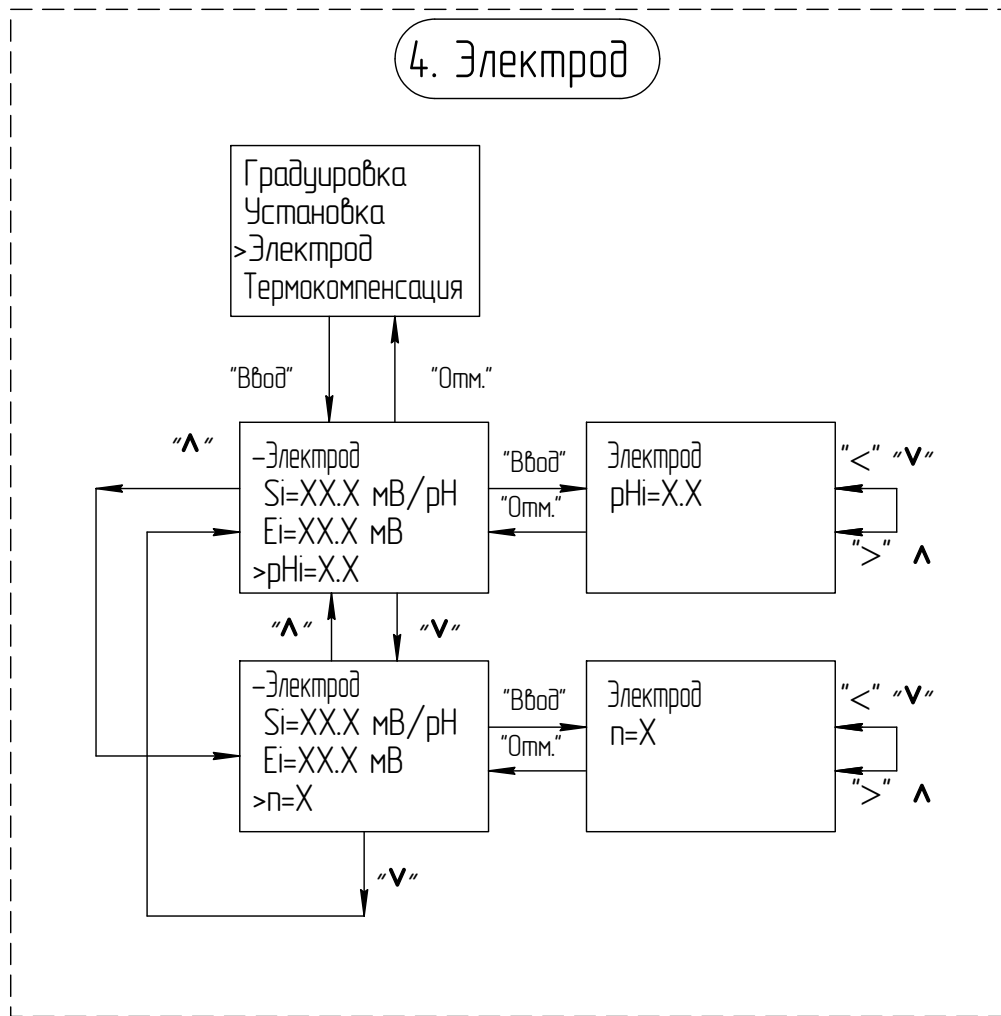 4. Электрод
Градуировка
Установка
>Электрод
Термокомпенсация
"Ввод"
"Отм."
"Λ"
–Электрод
Si=XX.X мВ/pH
Ei=XX.X мВ
>pHi=X.X
"Ввод"
"Отм."
Электрод
pHi=X.X
"<" "V"
">" Λ
"Λ"
"V"
–Электрод
Si=XX.X мВ/pH
Ei=XX.X мВ
>n=X
"Ввод"
"Отм."
Электрод
n=X
"<" "V"
">" Λ
"V"